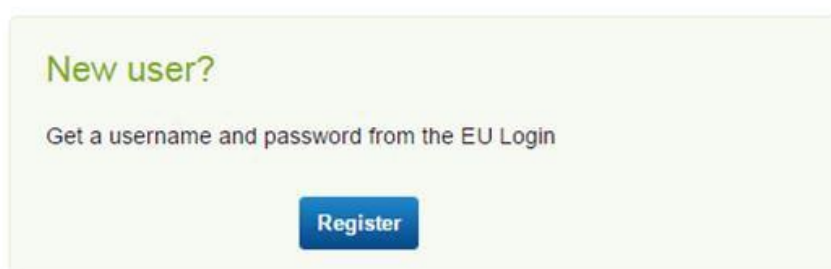 New user?
Get a username and password from the EU Login
Register